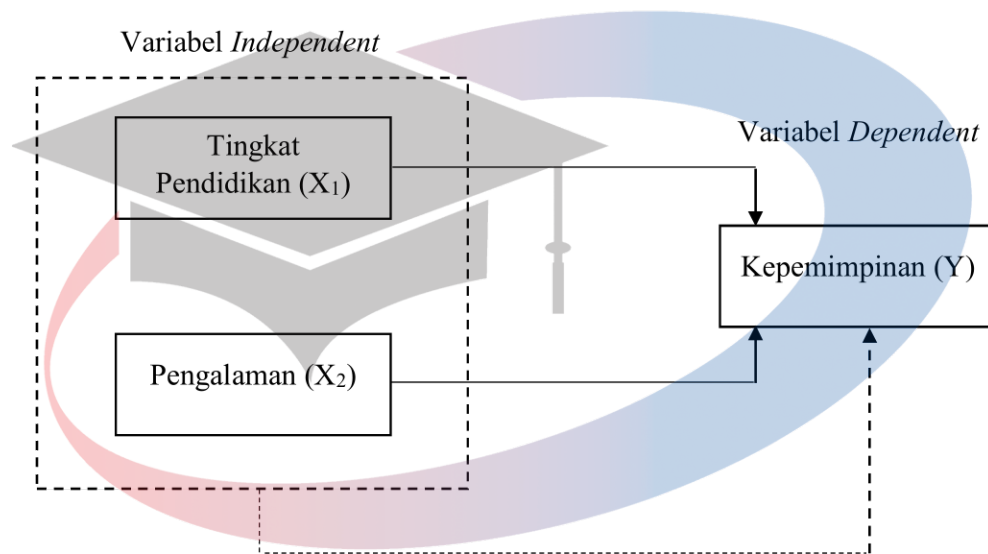 Variabel Independent
Tingkat
Pendidikan (X₁)
Variabel Dependent
Kepemimpinan (Y)
Pengalaman (X₂)